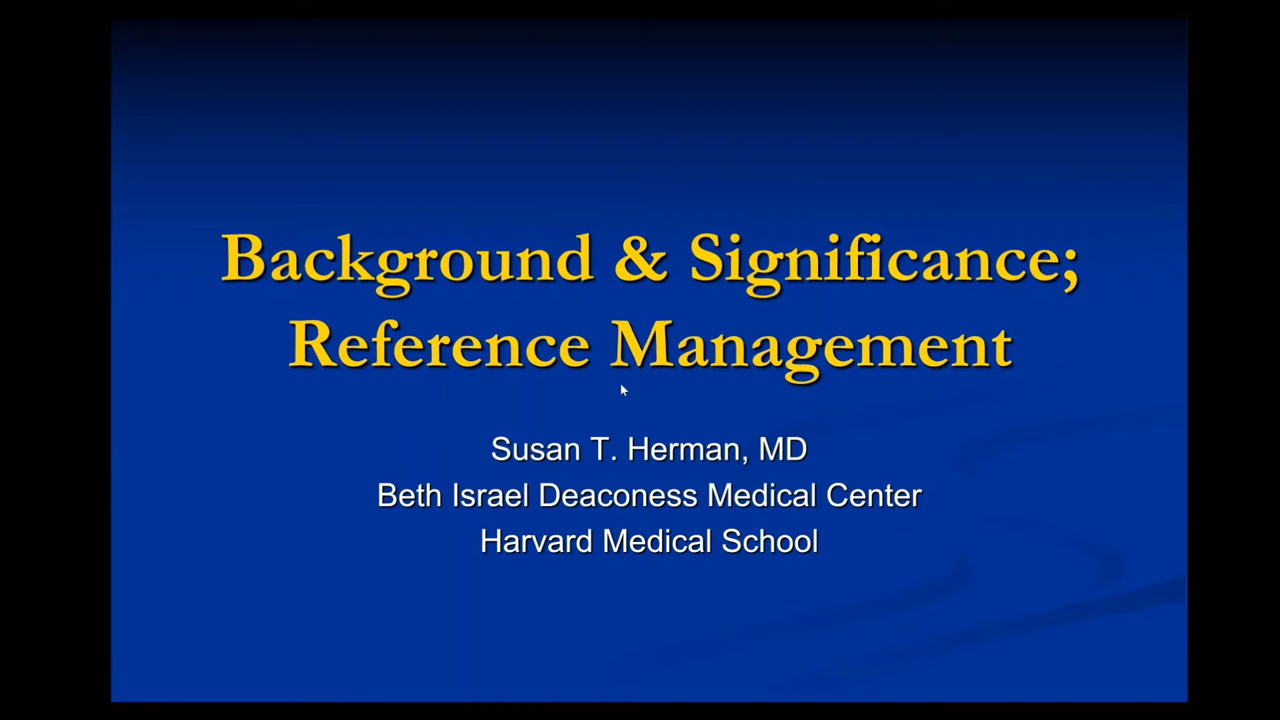 Background & Significance;
Reference Management
Susan T. Herman, MD
Beth Israel Deaconess Medical Center
Harvard Medical School